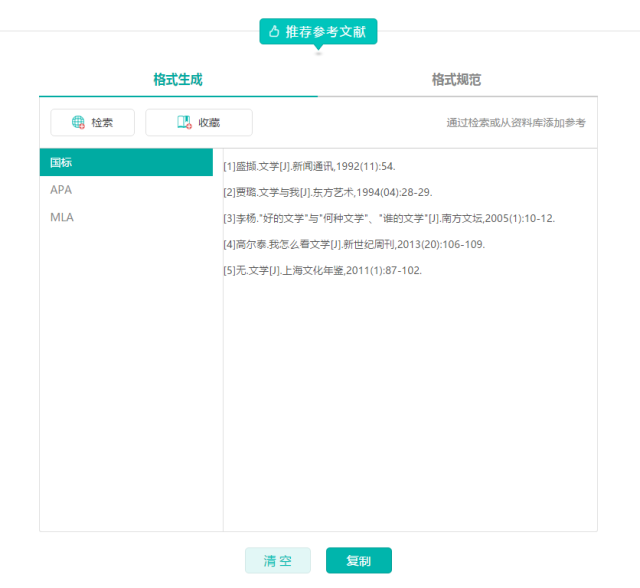 推荐参考文献
格式生成 格式规范
检索 收藏 通过检索或从资料库添加参考
国标
APA
MLA
[1]盛撷.文学[J].新闻通讯,1992(11):54.
[2]贾璐.文学与我[J].东方艺术,1994(04):28-29.
[3]李杨."好的文学"与"何种文学"、"谁的文学"[J].南方文坛,2005(1):10-12.
[4]高尔泰.我怎么看文学[J].新世纪周刊,2013(20):106-109.
[5]无.文学[J].上海文化年鉴,2011(1):87-102.
清空 复制